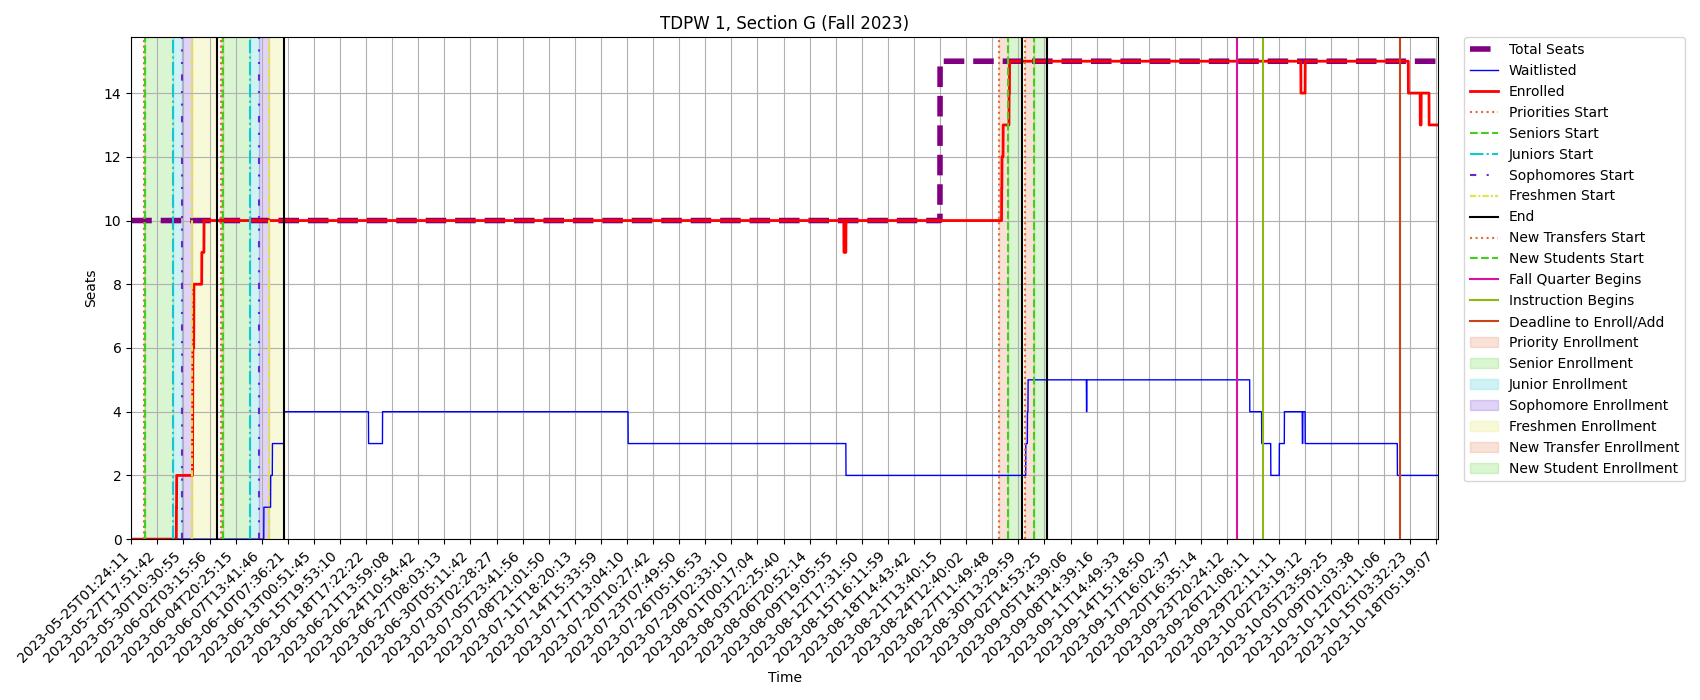 TDPW 1, Section G (Fall 2023)
Seats
14
12
10
8
6
4
2
0
2023-05-25T01:24:11
2023-05-27T17:51:42
2023-05-30T10:30:55
2023-06-02T03:15:56
2023-06-04T20:25:15
2023-06-07T13:41:46
2023-06-10T07:36:21
2023-06-13T00:51:45
2023-06-15T19:53:10
2023-06-18T17:22:22
2023-06-21T13:59:08
2023-06-24T10:54:42
2023-06-27T08:03:13
2023-06-30T05:11:42
2023-07-03T02:28:27
2023-07-05T23:41:56
2023-07-08T21:01:50
2023-07-11T18:20:13
2023-07-14T15:33:59
2023-07-17T13:04:10
2023-07-20T10:27:42
2023-07-23T07:49:50
2023-07-26T05:16:53
2023-07-29T02:33:10
2023-08-01T00:17:04
2023-08-03T22:25:40
2023-08-06T20:52:14
2023-08-09T19:05:55
2023-08-12T17:31:50
2023-08-15T16:11:59
2023-08-18T14:43:42
2023-08-21T13:40:15
2023-08-24T12:40:02
2023-08-27T11:49:48
2023-08-30T13:29:59
2023-09-02T14:53:25
2023-09-05T14:39:06
2023-09-08T14:39:16
2023-09-11T14:49:33
2023-09-14T15:18:50
2023-09-17T16:02:37
2023-09-20T16:35:14
2023-09-23T20:24:12
2023-09-26T21:08:11
2023-09-29T22:11:11
2023-10-02T23:19:12
2023-10-05T23:59:25
2023-10-09T01:03:38
2023-10-12T02:11:06
2023-10-15T03:32:23
2023-10-18T05:19:07
Time
Total Seats
Waitlisted
Enrolled
Priorities Start
Seniors Start
Juniors Start
Sophomores Start
Freshmen Start
End
New Transfers Start
New Students Start
Fall Quarter Begins
Instruction Begins
Deadline to Enroll/Add
Priority Enrollment
Senior Enrollment
Junior Enrollment
Sophomore Enrollment
Freshmen Enrollment
New Transfer Enrollment
New Student Enrollment